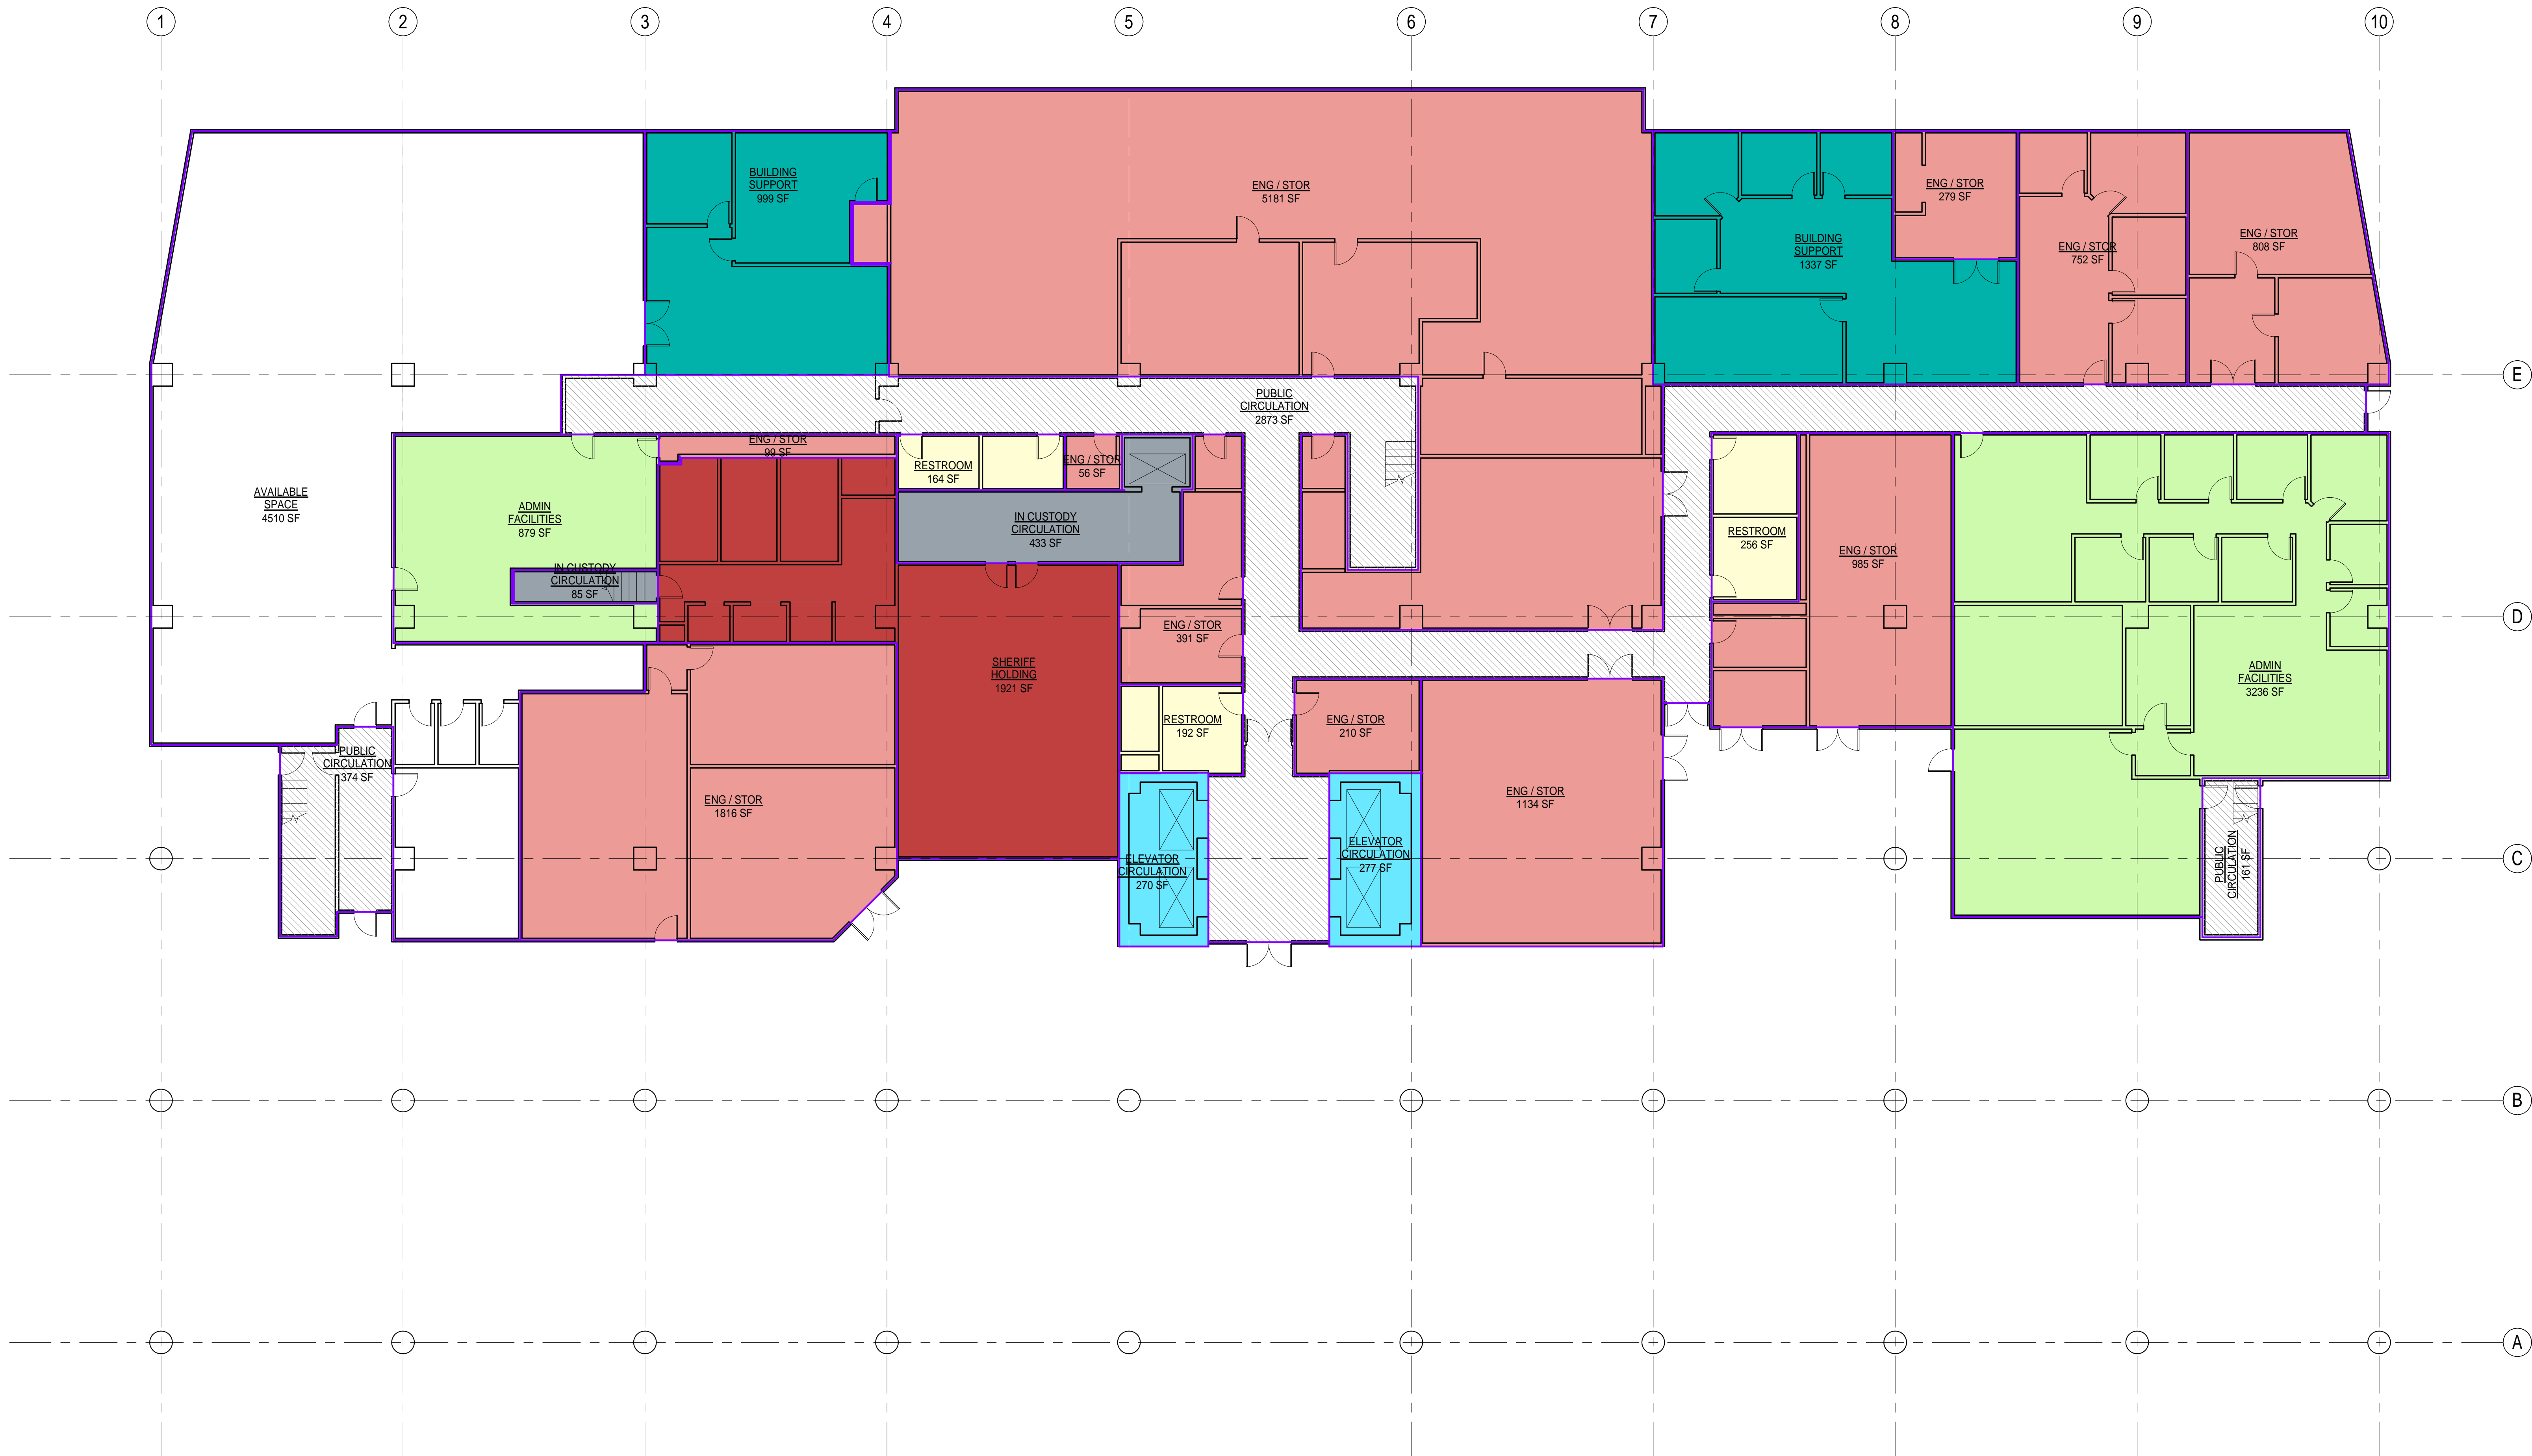 1
2
3
4
5
6
7
8
9
10
BUILDING
SUPPORT
999 SF
ENG / STOR
5181 SF
ENG / STOR
279 SF
BUILDING
SUPPORT
1337 SF
ENG / STOR
752 SF
ENG / STOR
808 SF
E
PUBLIC
CIRCULATION
2873 SF
ENG / STOR
99 SF
RESTROOM
164 SF
ENG / STOR
56 SF
AVAILABLE
SPACE
4510 SF
ADMIN
FACILITIES
879 SF
IN CUSTODY
CIRCULATION
433 SF
RESTROOM
256 SF
ENG / STOR
985 SF
IN CUSTODY
CIRCULATION
85 SF
D
ENG / STOR
391 SF
SHERIFF
HOLDING
1921 SF
ADMIN
FACILITIES
3236 SF
RESTROOM
192 SF
ENG / STOR
210 SF
PUBLIC
CIRCULATION
374 SF
ENG / STOR
1816 SF
ENG / STOR
1134 SF
ELEVATOR
CIRCULATION
270 SF
ELEVATOR
CIRCULATION
277 SF
PUBLIC
CIRCULATION
161 SF
C
B
A